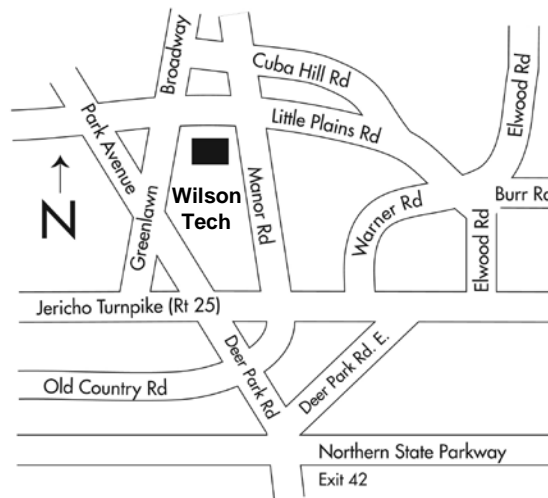 Broadway
Cuba Hill Rd
Elwood Rd
Park Avenue
Little Plains Rd
Wilson
Tech
Manor Rd
Warner Rd
Burr Rd
N
Greenlawn
Elwood Rd
Jericho Turnpike (Rt 25)
Deer Park Rd
Deer Park Rd. E.
Old Country Rd
Northern State Parkway
Exit 42